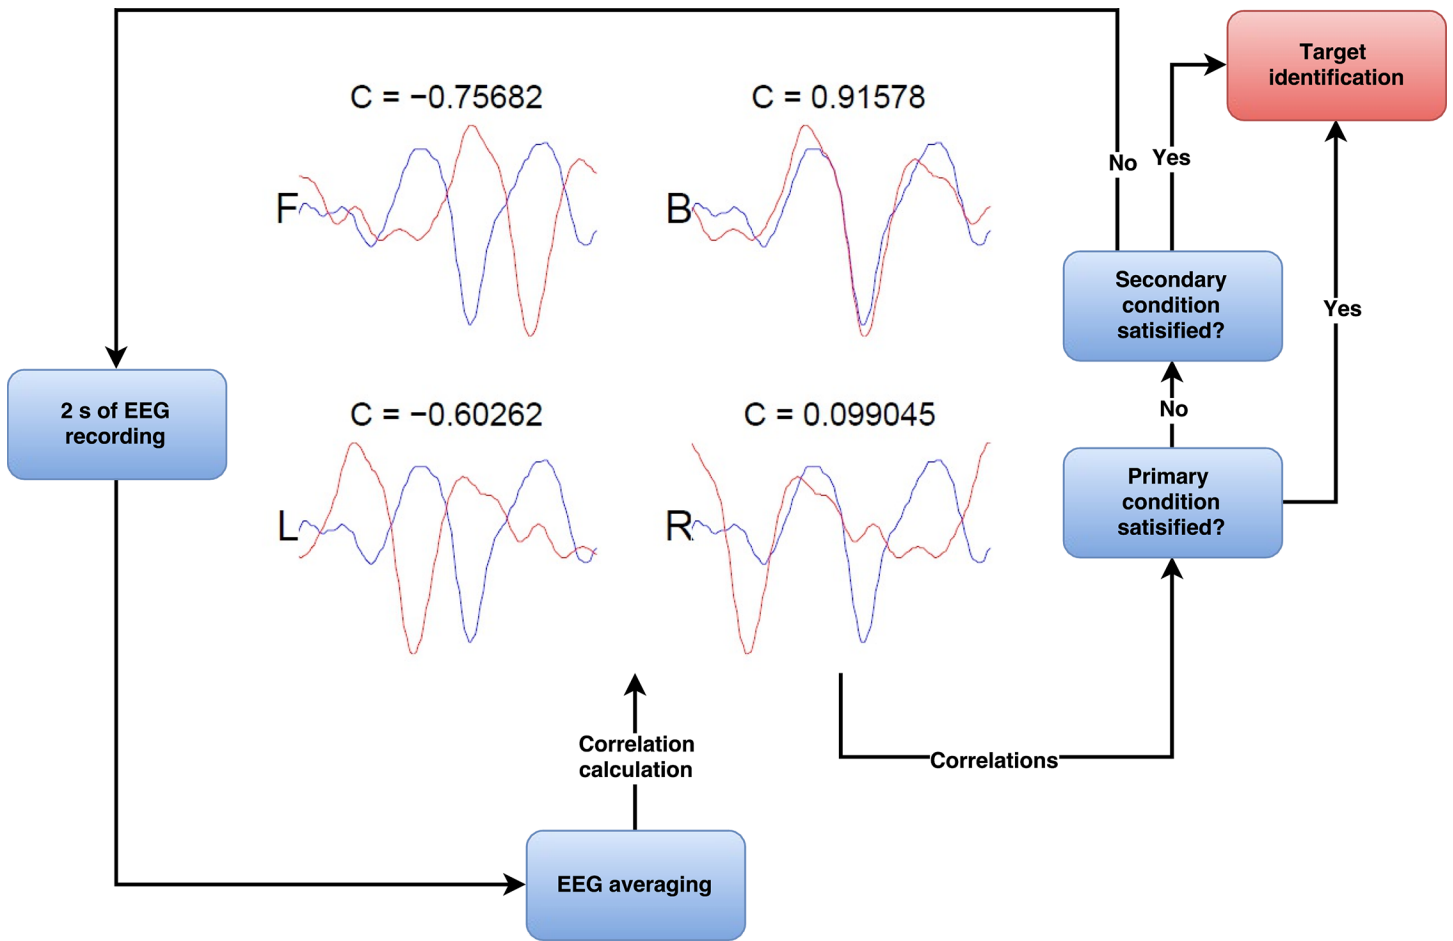 Target
identification
C = −0.75682
C = 0.91578
No
Yes
F
B
Secondary
condition
satisified?
Yes
2 s of EEG
recording
No
C = −0.60262
C = 0.099045
Primary
condition
satisified?
L
R
Correlation
calculation
Correlations
EEG averaging